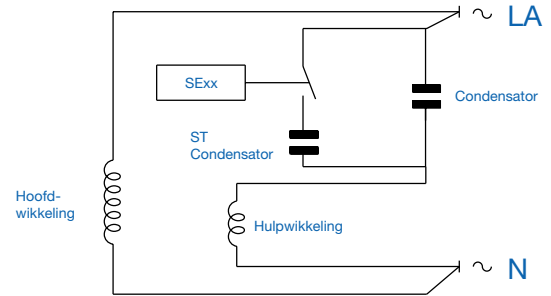 LA
SExx
Condensator
ST
Condensator
Hoofd-
wikkeling
Hulpwikkeling
N